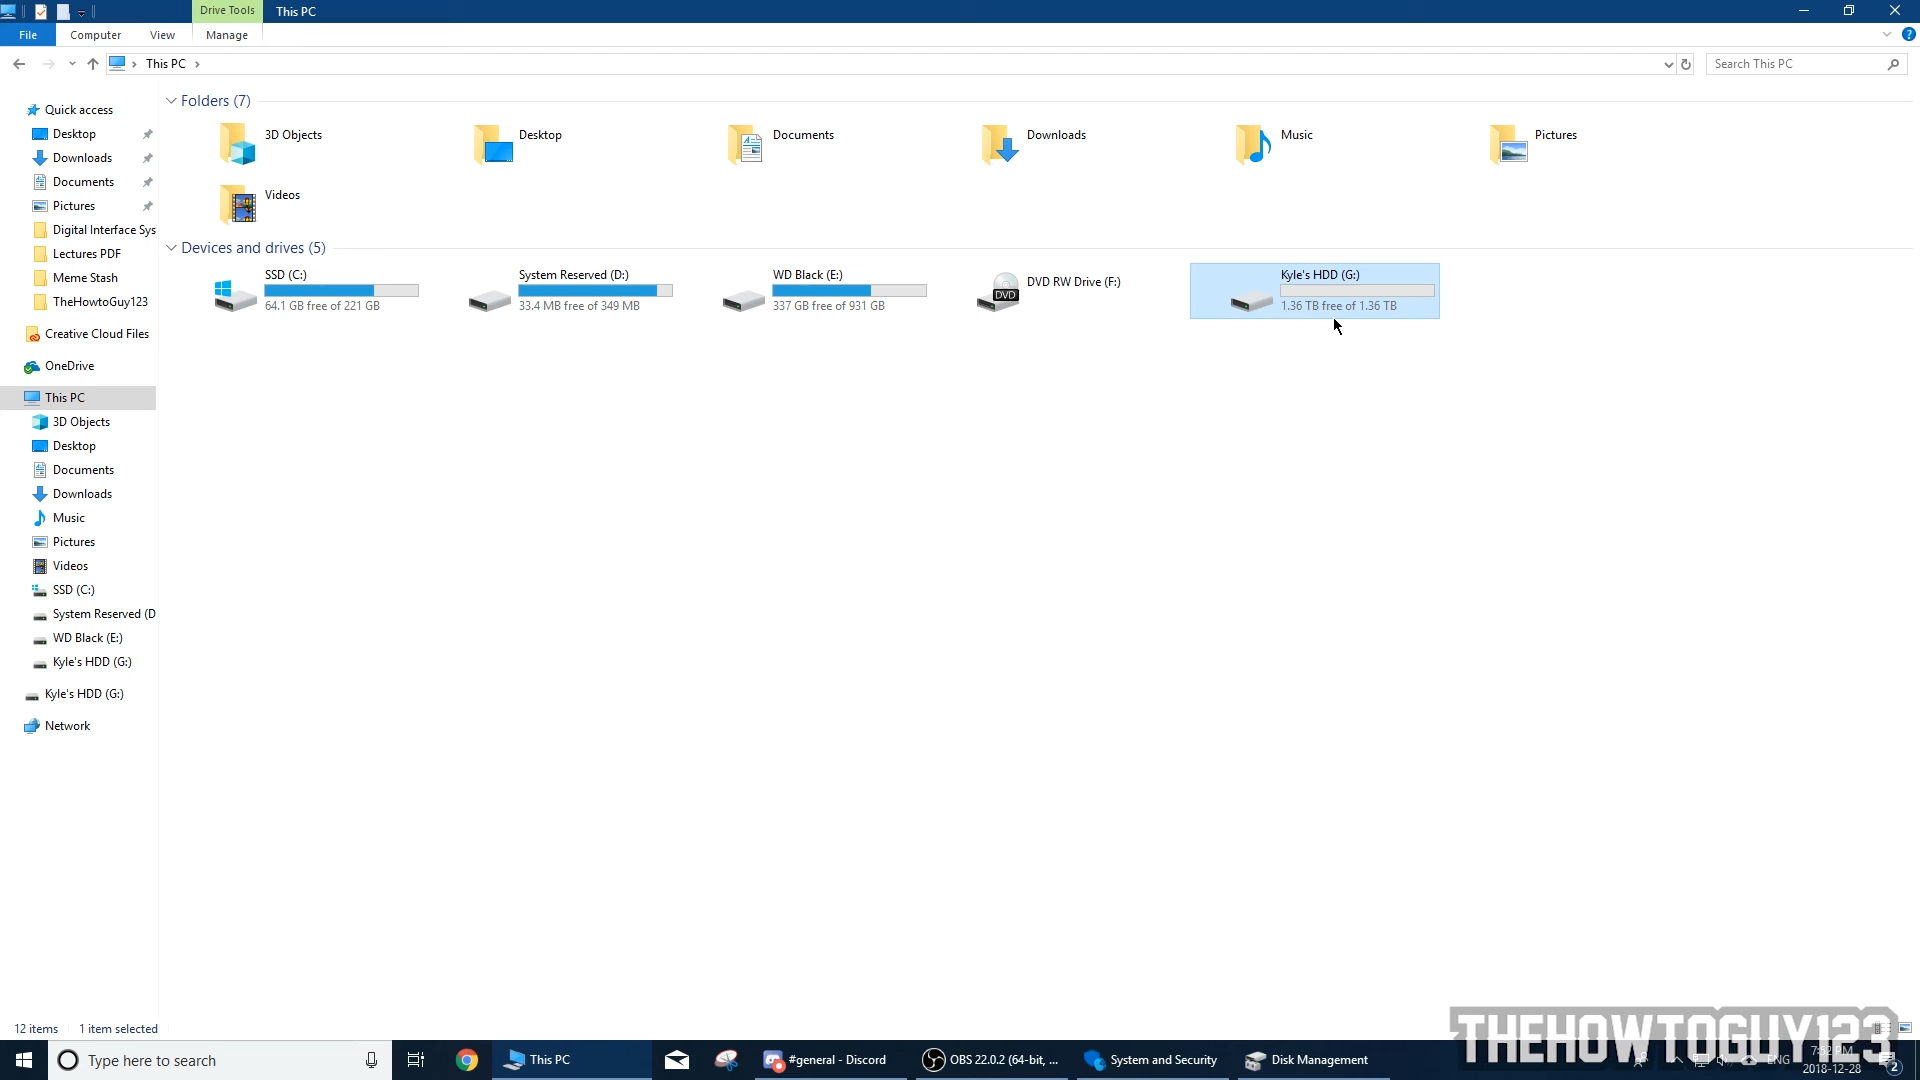 Drive Tools
This PC
File
Computer
View
Manage
This PC
Search This PC
Quick access
Desktop
Downloads
Documents
Pictures
Digital Interface Sys
Lectures PDF
Meme Stash
TheHowtoGuy123
Creative Cloud Files
OneDrive
This PC
3D Objects
Desktop
Documents
Downloads
Music
Pictures
Videos
SSD (C:)
System Reserved (D
WD Black (E:)
Kyle's HDD (G:)
Kyle's HDD (G:)
Network
Folders (7)
3D Objects
Desktop
Documents
Downloads
Music
Pictures
Videos
Devices and drives (5)
SSD (C:)
64.1 GB free of 221 GB
System Reserved (D:)
33.4 MB free of 349 MB
WD Black (E:)
337 GB free of 931 GB
DVD
DVD RW Drive (F:)
Kyle's HDD (G:)
1.36 TB free of 1.36 TB
12 items
1 item selected
Type here to search
This PC
#general - Discord
OBS 22.0.2 (64-bit, ...
System and Security
Disk Management
ENG
7:52 PM
2018-12-28
2
THEHOWTOGUY123